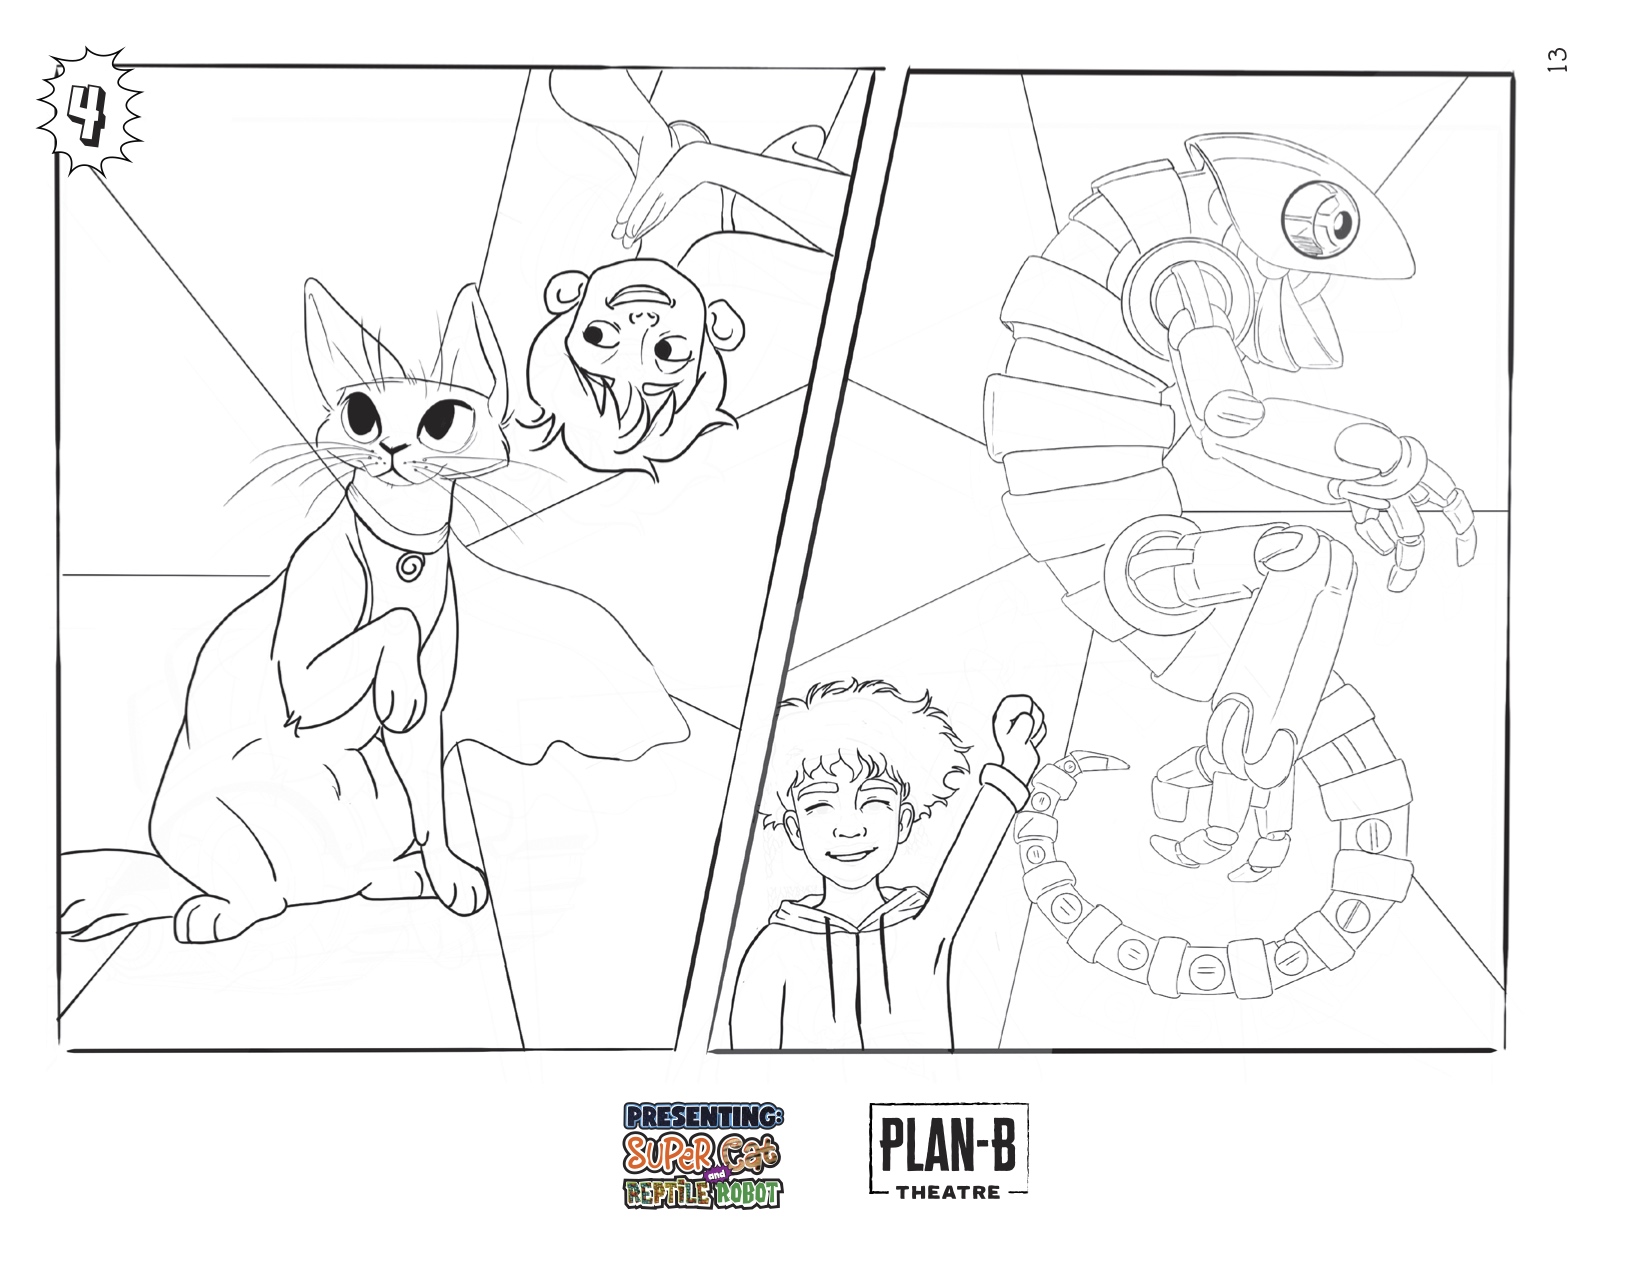 4
13
PRESENTING:
SUPER Cat
and
REPTILE ROBOT
PLAN-B
THEATRE